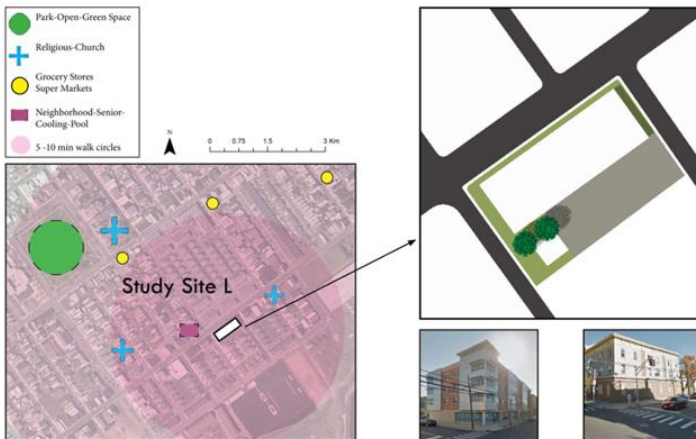 Park-Open-Green Space
Religious-Church
Grocery Stores
Super Markets
Neighborhood-Senior-
Cooling-Pool
5 -10 min walk circles
N
0 0.75 1.5 3 Km
Study Site L